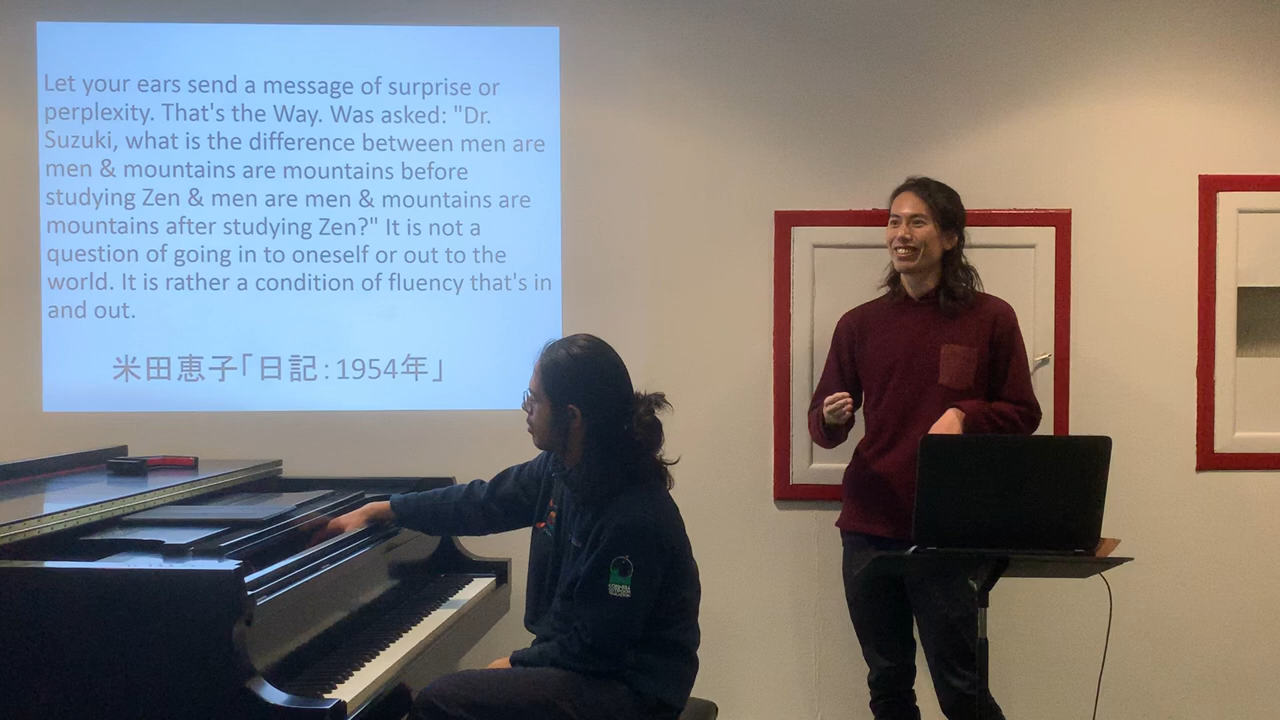 Let your ears send a message of surprise or
perplexity. That's the Way. Was asked: "Dr.
Suzuki, what is the difference between men are
men & mountains are mountains before
studying Zen & men are men & mountains are
mountains after studying Zen?" It is not a
question of going in to oneself or out to the
world. It is rather a condition of fluency that's in
and out.
米田恵子「日記：1954年」